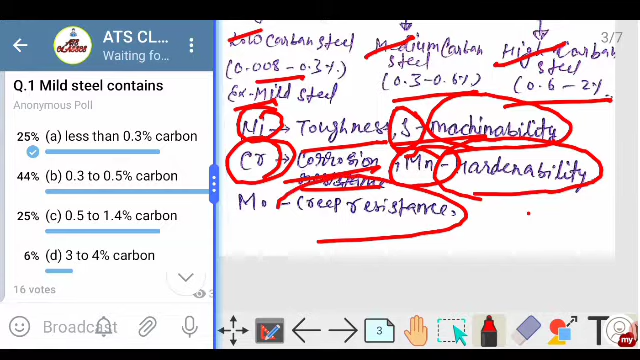 ATS CL
Waiting fo
Q.1 Mild steel contains
Anonymous Poll
25% (a) less than 0.3% carbon
44% (b) 0.3 to 0.5% carbon
25% (c) 0.5 to 1.4% carbon
6% (d) 3 to 4% carbon
16 votes
3
Broadcast
3/7
Low Carbon Steel
(0.008-0.3%)
Ex-Mild Steel
Medium Carbon
Steel
(0.3-0.6%)
High Carbon
Steel
(0.6-2%
Ni → Toughness, S - machinability
Cr → Corrosion resistance, Mn - Hardenability
Mo - Creep resistance,
3
T
my